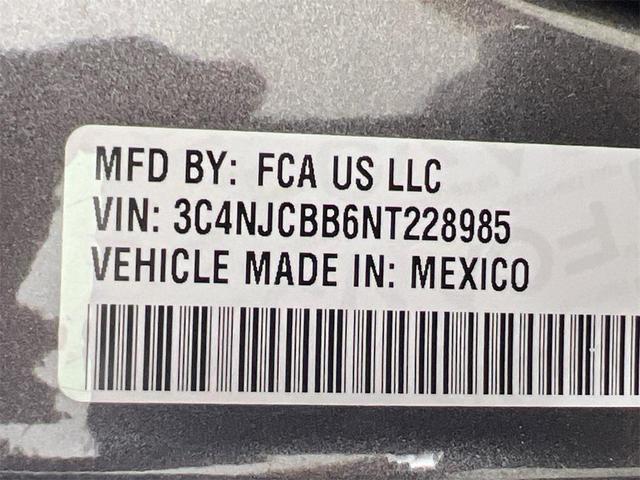 MFD BY: FCA US LLC
VIN: 3C4NJCBB6NT228985
VEHICLE MADE IN: MEXICO